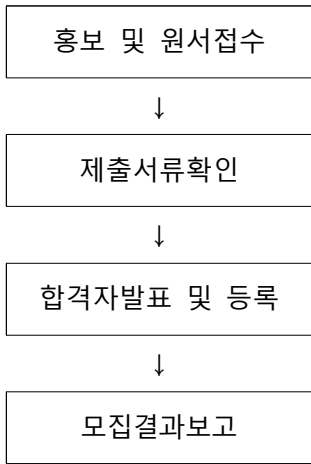 홍보 및 원서접수
↓
제출서류확인
↓
합격자발표 및 등록
↓
모집결과보고